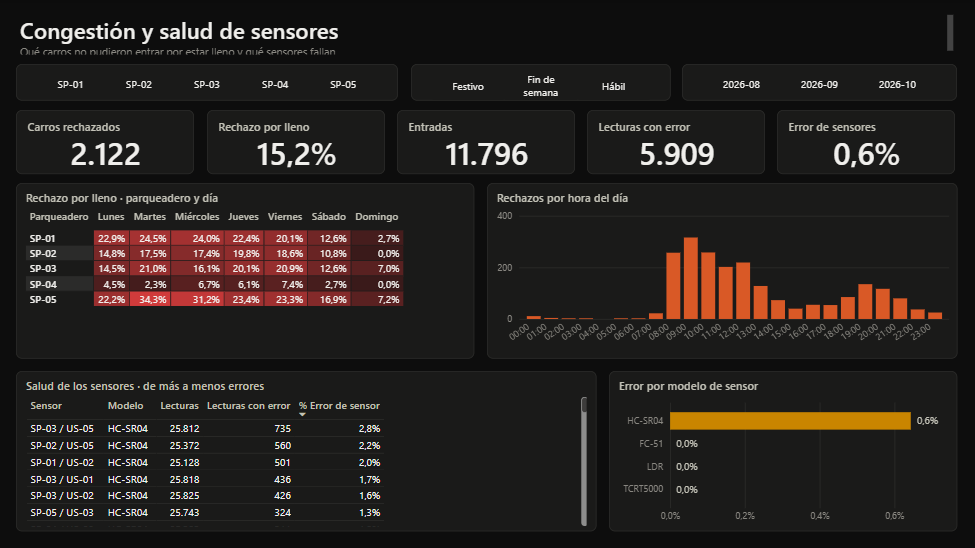 Congestión y salud de sensores
Qué carros no pudieron entrar por estar lleno y qué sensores fallan
SP-01 SP-02 SP-03 SP-04 SP-05
Festivo Fin de semana Hábil
2026-08 2026-09 2026-10
Carros rechazados
2.122
Rechazo por lleno
15,2%
Entradas
11.796
Lecturas con error
5.909
Error de sensores
0,6%
Rechazo por lleno · parqueadero y día
Parqueadero Lunes Martes Miércoles Jueves Viernes Sábado Domingo
SP-01 22,9% 24,5% 24,0% 22,4% 20,1% 12,6% 2,7%
SP-02 14,8% 17,5% 17,4% 19,8% 18,6% 10,8% 0,0%
SP-03 14,5% 21,0% 16,1% 20,1% 20,9% 12,6% 7,0%
SP-04 4,5% 2,3% 6,7% 6,1% 7,4% 2,7% 0,0%
SP-05 22,2% 34,3% 31,2% 23,4% 23,3% 16,9% 7,2%
Rechazos por hora del día
400
200
0
00:00 01:00 02:00 03:00 04:00 05:00 06:00 07:00 08:00 09:00 10:00 11:00 12:00 13:00 14:00 15:00 16:00 17:00 18:00 19:00 20:00 21:00 22:00 23:00
Salud de los sensores · de más a menos errores
Sensor Modelo Lecturas Lecturas con error % Error de sensor
SP-03 / US-05 HC-SR04 25.812 735 2,8%
SP-02 / US-05 HC-SR04 25.372 560 2,2%
SP-01 / US-02 HC-SR04 25.128 501 2,0%
SP-03 / US-01 HC-SR04 25.818 436 1,7%
SP-03 / US-02 HC-SR04 25.825 426 1,6%
SP-05 / US-03 HC-SR04 25.743 324 1,3%
Error por modelo de sensor
HC-SR04 0,6%
FC-51 0,0%
LDR 0,0%
TCRT5000 0,0%
0,0% 0,2% 0,4% 0,6%